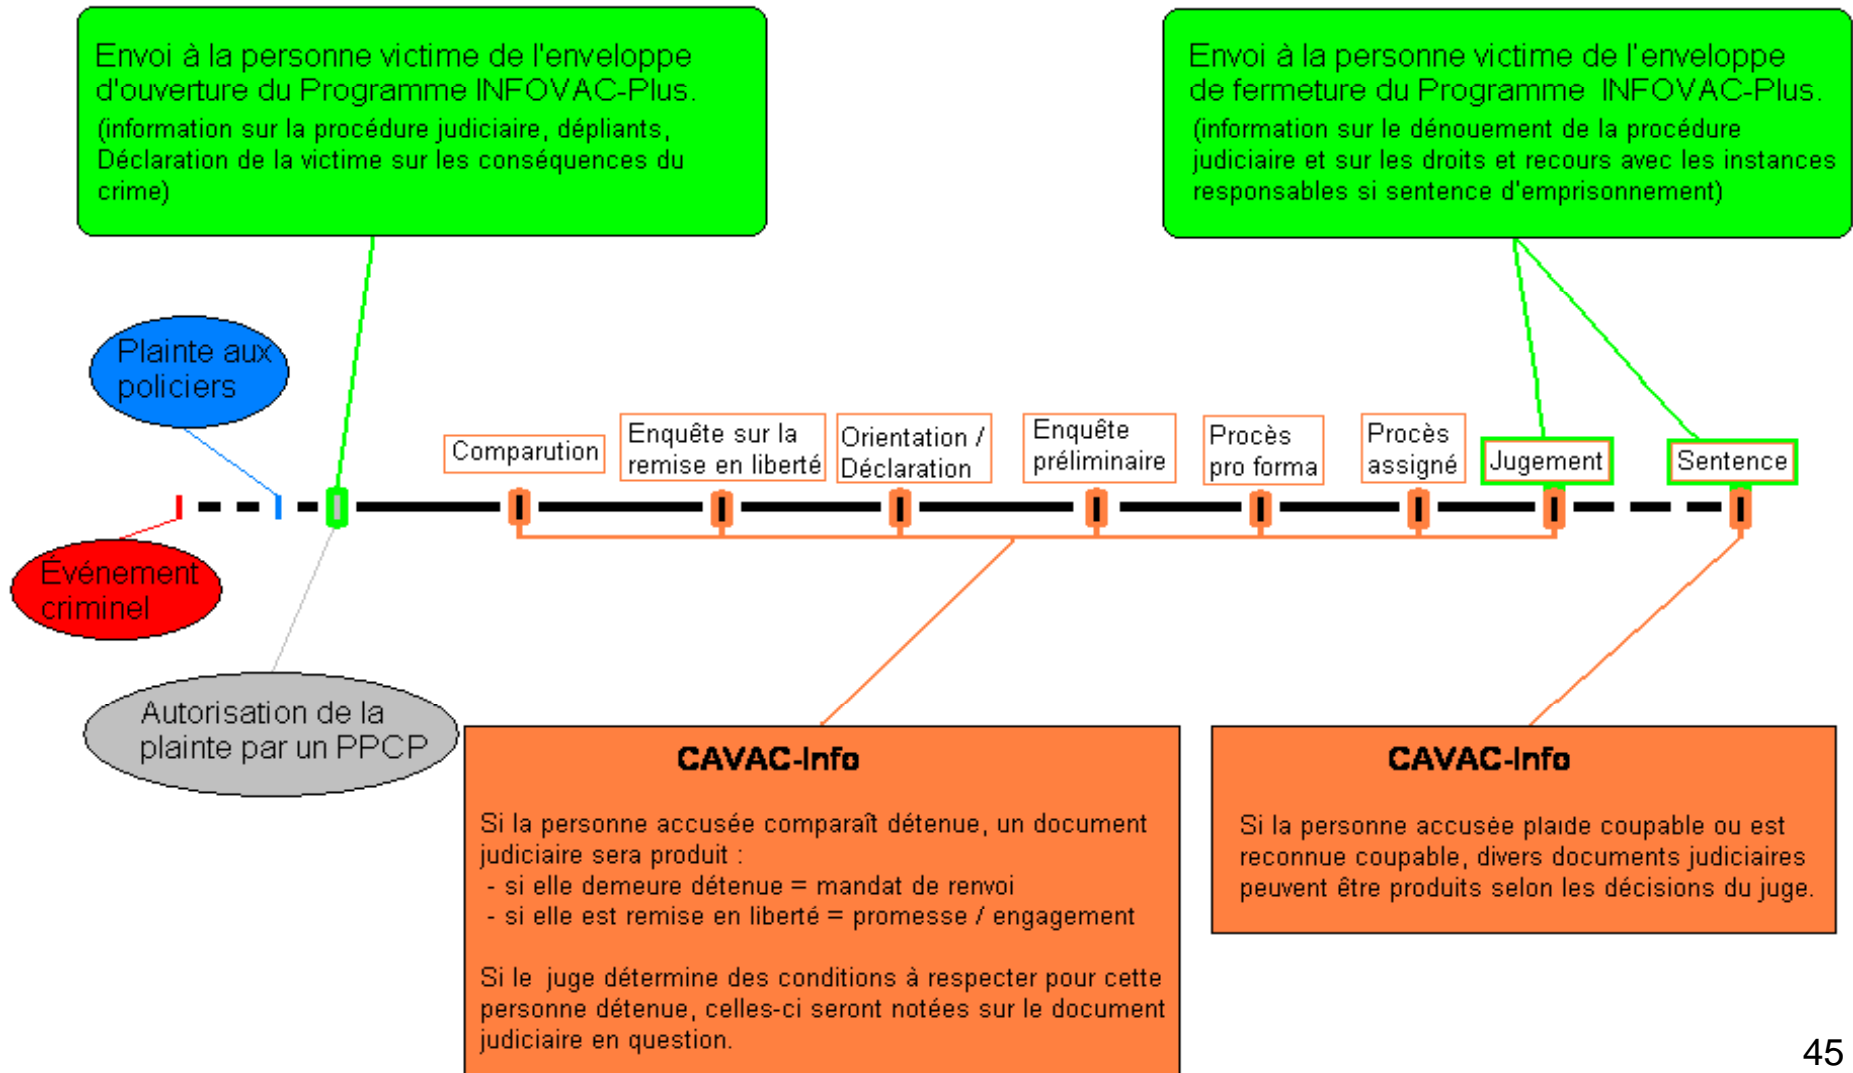 Envoi à la personne victime de l'enveloppe
d'ouverture du Programme INFOVAC-Plus.
(information sur la procédure judiciaire, dépliants,
Déclaration de la victime sur les conséquences du
crime)
Envoi à la personne victime de l'enveloppe
de fermeture du Programme INFOVAC-Plus.
(information sur le dénouement de la procédure
judiciaire et sur les droits et recours avec les instances
responsables si sentence d'emprisonnement)
Plainte aux
policiers
Comparution
Enquête sur la
remise en liberté
Orientation /
Déclaration
Enquête
préliminaire
Procès
pro forma
Procès
assigné
Jugement
Sentence
Événement
criminel
Autorisation de la
plainte par un PPCP
CAVAC-Info
Si la personne accusée comparaît détenue, un document
judiciaire sera produit :
- si elle demeure détenue = mandat de renvoi
- si elle est remise en liberté = promesse / engagement
Si le juge détermine des conditions à respecter pour cette
personne détenue, celles-ci seront notées sur le document
judiciaire en question.
CAVAC-Info
Si la personne accusée plaide coupable ou est
reconnue coupable, divers documents judiciaires
peuvent être produits selon les décisions du juge.
45